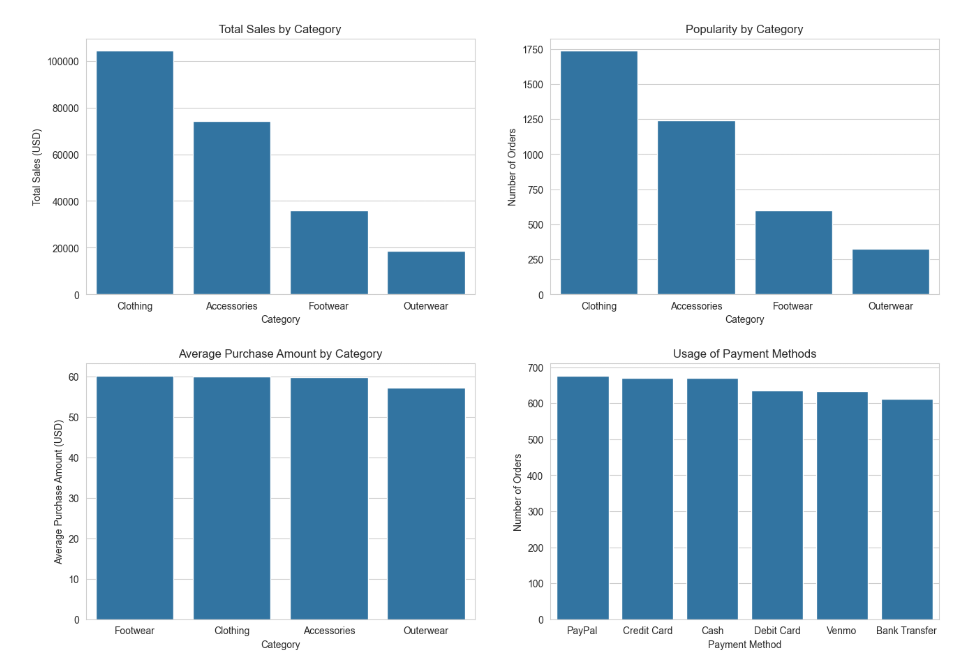 Total Sales by Category
Total Sales (USD)
100000
80000
60000
40000
20000
0
Clothing Accessories Footwear Outerwear
Category
Popularity by Category
Number of Orders
1750
1500
1250
1000
750
500
250
0
Clothing Accessories Footwear Outerwear
Category
Average Purchase Amount by Category
Average Purchase Amount (USD)
60
50
40
30
20
10
0
Footwear Clothing Accessories Outerwear
Category
Usage of Payment Methods
Number of Orders
700
600
500
400
300
200
100
0
PayPal Credit Card Cash Debit Card Venmo Bank Transfer
Payment Method